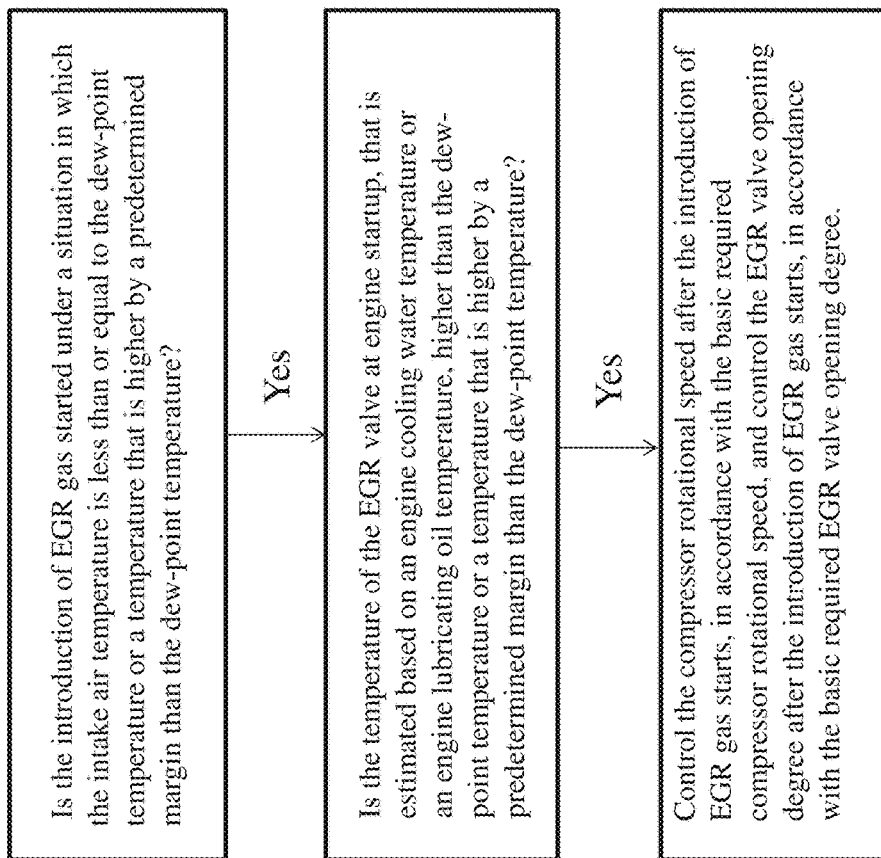 Is the introduction of EGR gas started under a situation in which
the intake air temperature is less than or equal to the dew-point
temperature or a temperature that is higher by a predetermined
margin than the dew-point temperature?
Yes
Is the temperature of the EGR valve at engine startup, that is
estimated based on an engine cooling water temperature or
an engine lubricating oil temperature, higher than the dew-
point temperature or a temperature that is higher by a
predetermined margin than the dew-point temperature?
Yes
Control the compressor rotational speed after the introduction of
EGR gas starts, in accordance with the basic required
compressor rotational speed, and control the EGR valve opening
degree after the introduction of EGR gas starts, in accordance
with the basic required EGR valve opening degree.